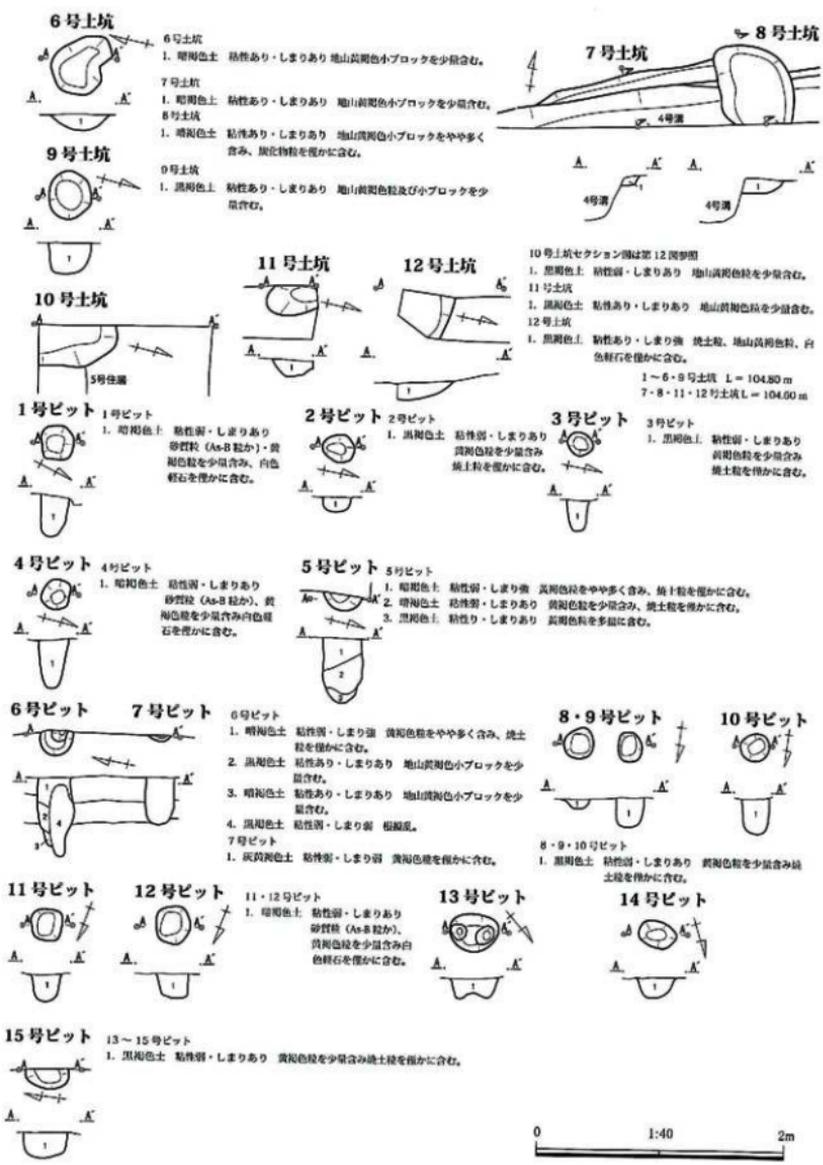 6号土坑
6号土坑
1. 暗褐色土 粘性あり・しまりあり 地山黄褐色小ブロックを少量含む。
7号土坑
1. 暗褐色土 粘性あり・しまりあり 地山黄褐色小ブロックを少量含む。
8号土坑
1. 暗褐色土 粘性あり・しまりあり 地山黄褐色小ブロックをやや多く
含み、炭化物粒を僅かに含む。
7号土坑
8号土坑
4号溝
A. .A´
1
9号土坑
9号土坑
1. 黒褐色土 粘性あり・しまりあり 地山黄褐色粒及び小ブロックを少
量含む。
A. .A´
1
A A´
4号溝
1
A A´
4号溝
1
10号土坑
5号住居
11号土坑
A. .A´
1
12号土坑
A. .A´
1
10号土坑セクション図は第12図参照
1. 黒褐色土 粘性弱・しまりあり 地山黄褐色粒を少量含む。
11号土坑
1. 黒褐色土 粘性あり・しまりあり 地山黄褐色粒を少量含む。
12号土坑
1. 黒褐色土 粘性あり・しまり強 焼土粒、地山黄褐色粒、白
色軽石を僅かに含む。
1～6・9号土坑 L = 104.80 m
7・8・11・12号土坑 L = 104.60 m
1号ピット
1号ピット
1. 暗褐色土 粘性弱・しまりあり
砂質粒 (As-B 粒か)・黄
褐色粒を少量含み、白色
軽石を僅かに含む。
A. .A´
1
2号ピット
2号ピット
1. 黒褐色土 粘性弱・しまりあり
黄褐色粒を少量含み
焼土粒を僅かに含む。
A. .A´
1
3号ピット
3号ピット
1. 黒褐色土 粘性弱・しまりあり
黄褐色粒を少量含み
焼土粒を僅かに含む。
A. .A´
1
4号ピット
4号ピット
1. 暗褐色土 粘性弱・しまりあり
砂質粒 (As-B 粒か)、黄
褐色粒を少量含み白色軽
石を僅かに含む。
A. .A´
1
5号ピット
5号ピット
1. 暗褐色土 粘性弱・しまり強 黄褐色粒をやや多く含み、焼土粒を僅かに含む。
2. 暗褐色土 粘性弱・しまりあり 黄褐色粒を少量含み、焼土粒を僅かに含む。
3. 黒褐色土 粘性り・しまりあり 黄褐色粒を多量に含む。
A. .A´
1
2
3
6号ピット
7号ピット
A. .A´
1
2
3
4
6号ピット
1. 暗褐色土 粘性弱・しまり強 黄褐色粒をやや多く含み、焼土
粒を僅かに含む。
2. 黒褐色土 粘性あり・しまりあり 地山黄褐色小ブロックを少
量含む。
3. 暗褐色土 粘性あり・しまりあり 地山黄褐色小ブロックを少
量含む。
4. 黒褐色土 粘性弱・しまり弱 根撹乱。
7号ピット
1. 灰黄褐色土 粘性弱・しまり弱 黄褐色粒を僅かに含む。
8・9号ピット
A. .A´
1
1
10号ピット
A. .A´
1
8・9・10号ピット
1. 黒褐色土 粘性弱・しまりあり 黄褐色粒を少量含み焼
土粒を僅かに含む。
11号ピット
A. .A´
1
12号ピット
A. .A´
1
11・12号ピット
1. 暗褐色土 粘性弱・しまりあり
砂質粒 (As-B 粒か)、
黄褐色粒を少量含み白
色軽石を僅かに含む。
13号ピット
A. .A´
1
14号ピット
A. .A´
1
15号ピット
A. .A´
1
13～15号ピット
1. 黒褐色土 粘性弱・しまりあり 黄褐色粒を少量含み焼土粒を僅かに含む。
0 1:40 2m